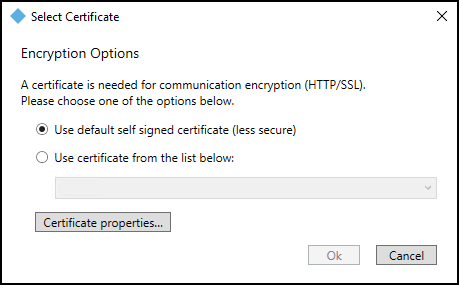 Select Certificate
Encryption Options
A certificate is needed for communication encryption (HTTP/SSL).
Please choose one of the options below.
Use default self signed certificate (less secure)
Use certificate from the list below:
Certificate properties...
Ok
Cancel